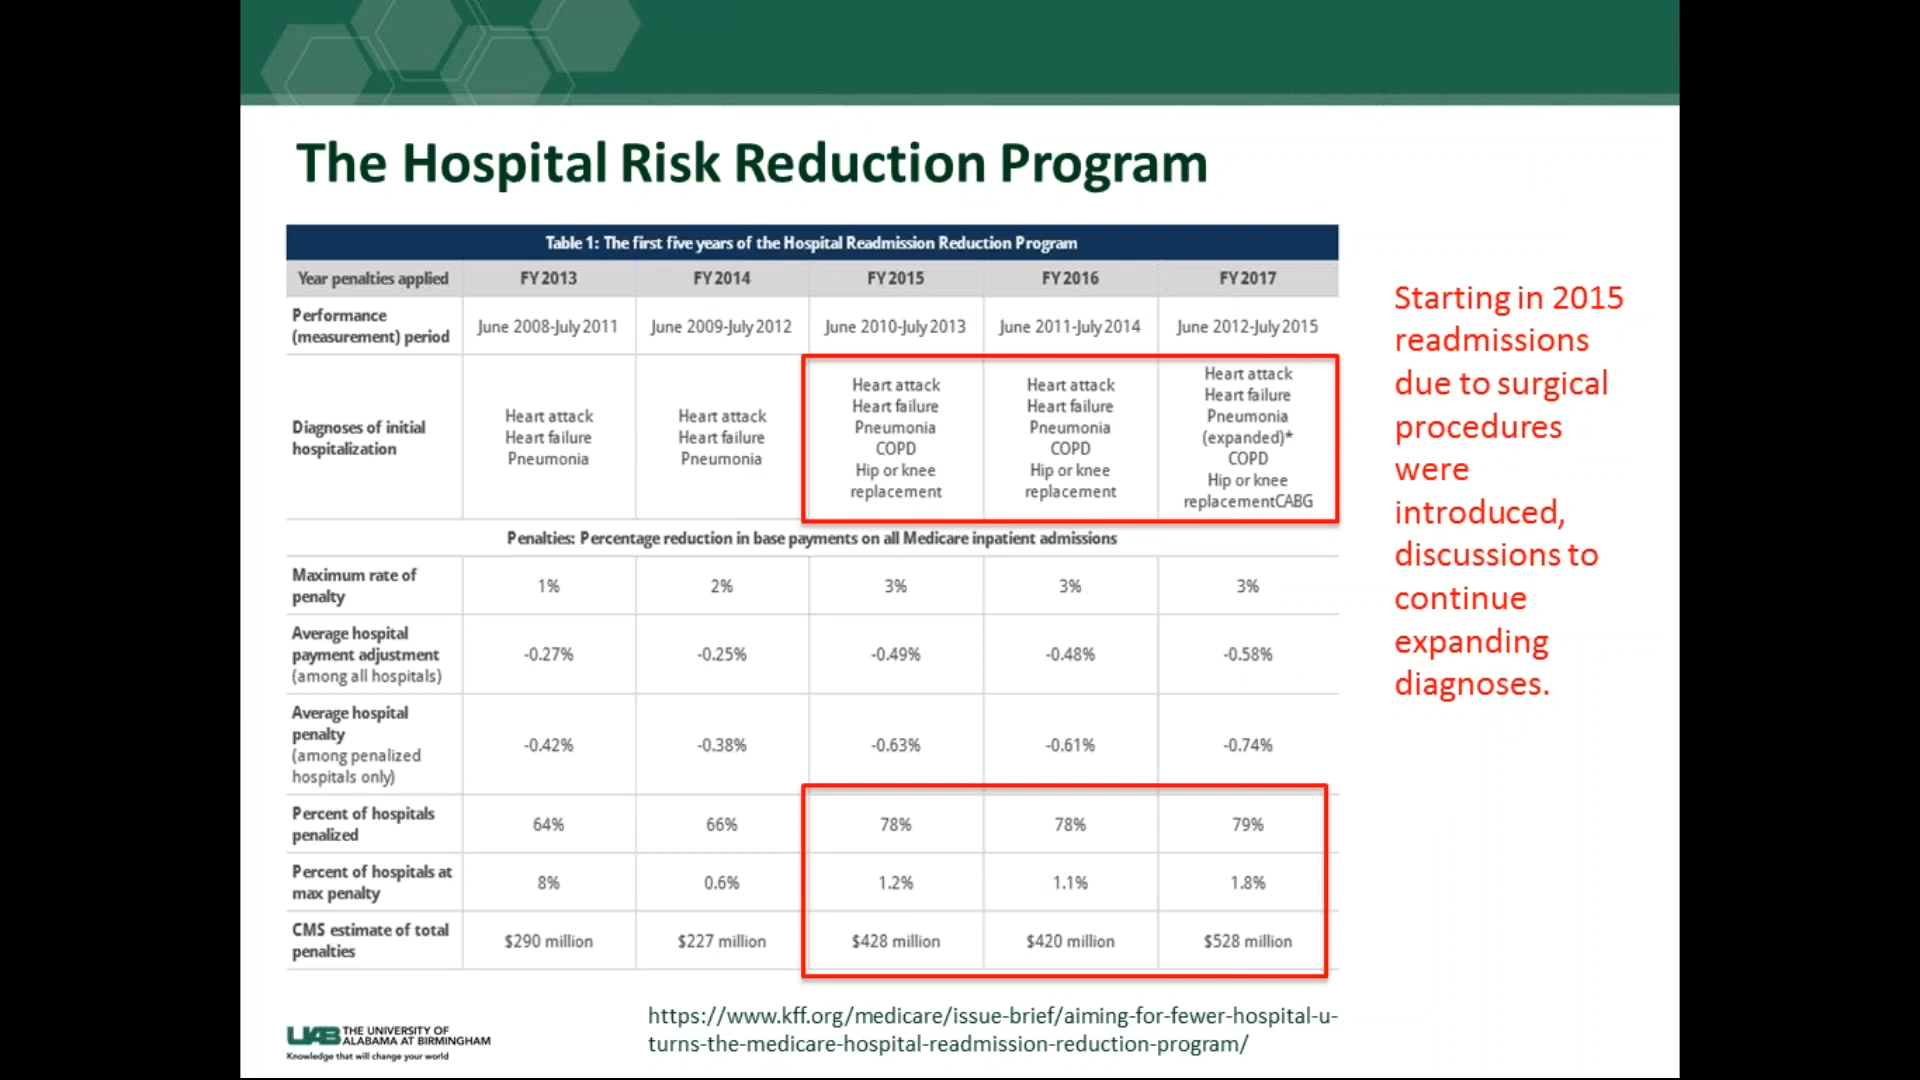 The Hospital Risk Reduction Program
Table 1: The first five years of the Hospital Readmission Reduction Program
Year penalties applied FY 2013 FY 2014 FY 2015 FY 2016 FY 2017
Performance
(measurement) period
June 2008-July 2011 June 2009-July 2012 June 2010-July 2013 June 2011-July 2014 June 2012-July 2015
Diagnoses of initial
hospitalization
Heart attack
Heart failure
Pneumonia
Heart attack
Heart failure
Pneumonia
Heart attack
Heart failure
Pneumonia
COPD
Hip or knee
replacement
Heart attack
Heart failure
Pneumonia
COPD
Hip or knee
replacement
Heart attack
Heart failure
Pneumonia
(expanded)*
COPD
Hip or knee
replacementCABG
Penalties: Percentage reduction in base payments on all Medicare inpatient admissions
Maximum rate of
penalty
1% 2% 3% 3% 3%
Average hospital
payment adjustment
(among all hospitals)
-0.27% -0.25% -0.49% -0.48% -0.58%
Average hospital
penalty
(among penalized
hospitals only)
-0.42% -0.38% -0.63% -0.61% -0.74%
Percent of hospitals
penalized
64% 66% 78% 78% 79%
Percent of hospitals at
max penalty
8% 0.6% 1.2% 1.1% 1.8%
CMS estimate of total
penalties
$290 million $227 million $428 million $420 million $528 million
Starting in 2015
readmissions
due to surgical
procedures
were
introduced,
discussions to
continue
expanding
diagnoses.
https://www.kff.org/medicare/issue-brief/aiming-for-fewer-hospital-u-
turns-the-medicare-hospital-readmission-reduction-program/
UAB THE UNIVERSITY OF
ALABAMA AT BIRMINGHAM
Knowledge that will change your world